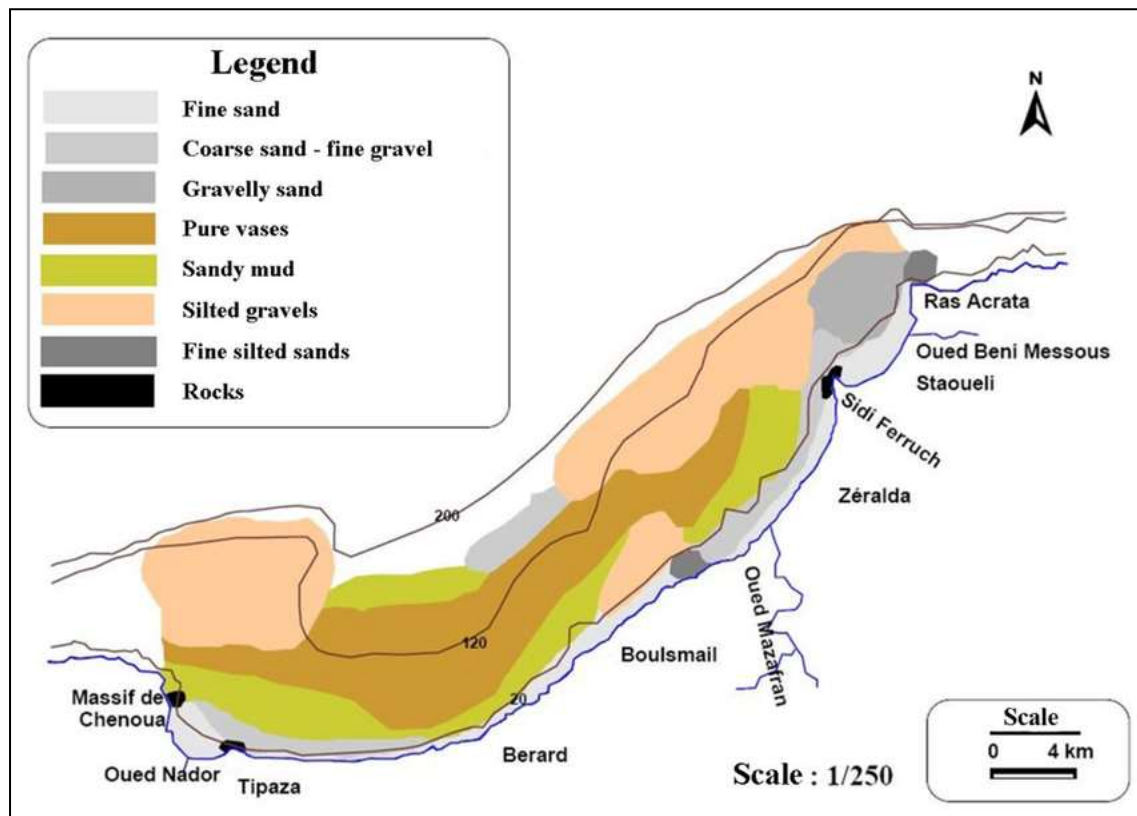 Legend
Fine sand
Coarse sand - fine gravel
Gravelly sand
Pure vases
Sandy mud
Silted gravels
Fine silted sands
Rocks
N
Ras Acrata
Oued Beni Messous
Staoueli
Sidi Ferruch
Zéralda
Oued Mazafran
200
120
20
Boulsmail
Massif de
Chenoua
Berard
Oued Nador
Tipaza
Scale : 1/250
Scale
0 4 km